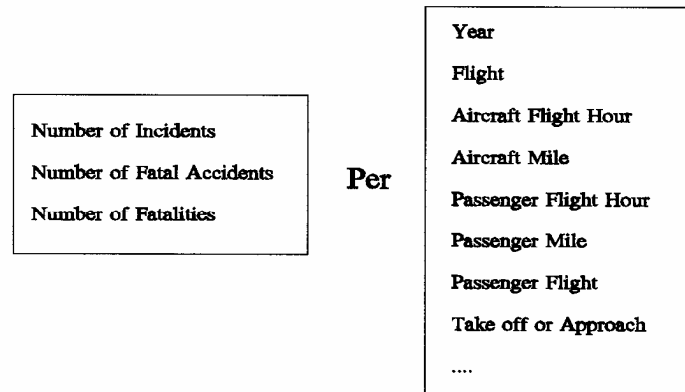 Number of Incidents
Number of Fatal Accidents
Number of Fatalities
Per
Year
Flight
Aircraft Flight Hour
Aircraft Mile
Passenger Flight Hour
Passenger Mile
Passenger Flight
Take off or Approach
....